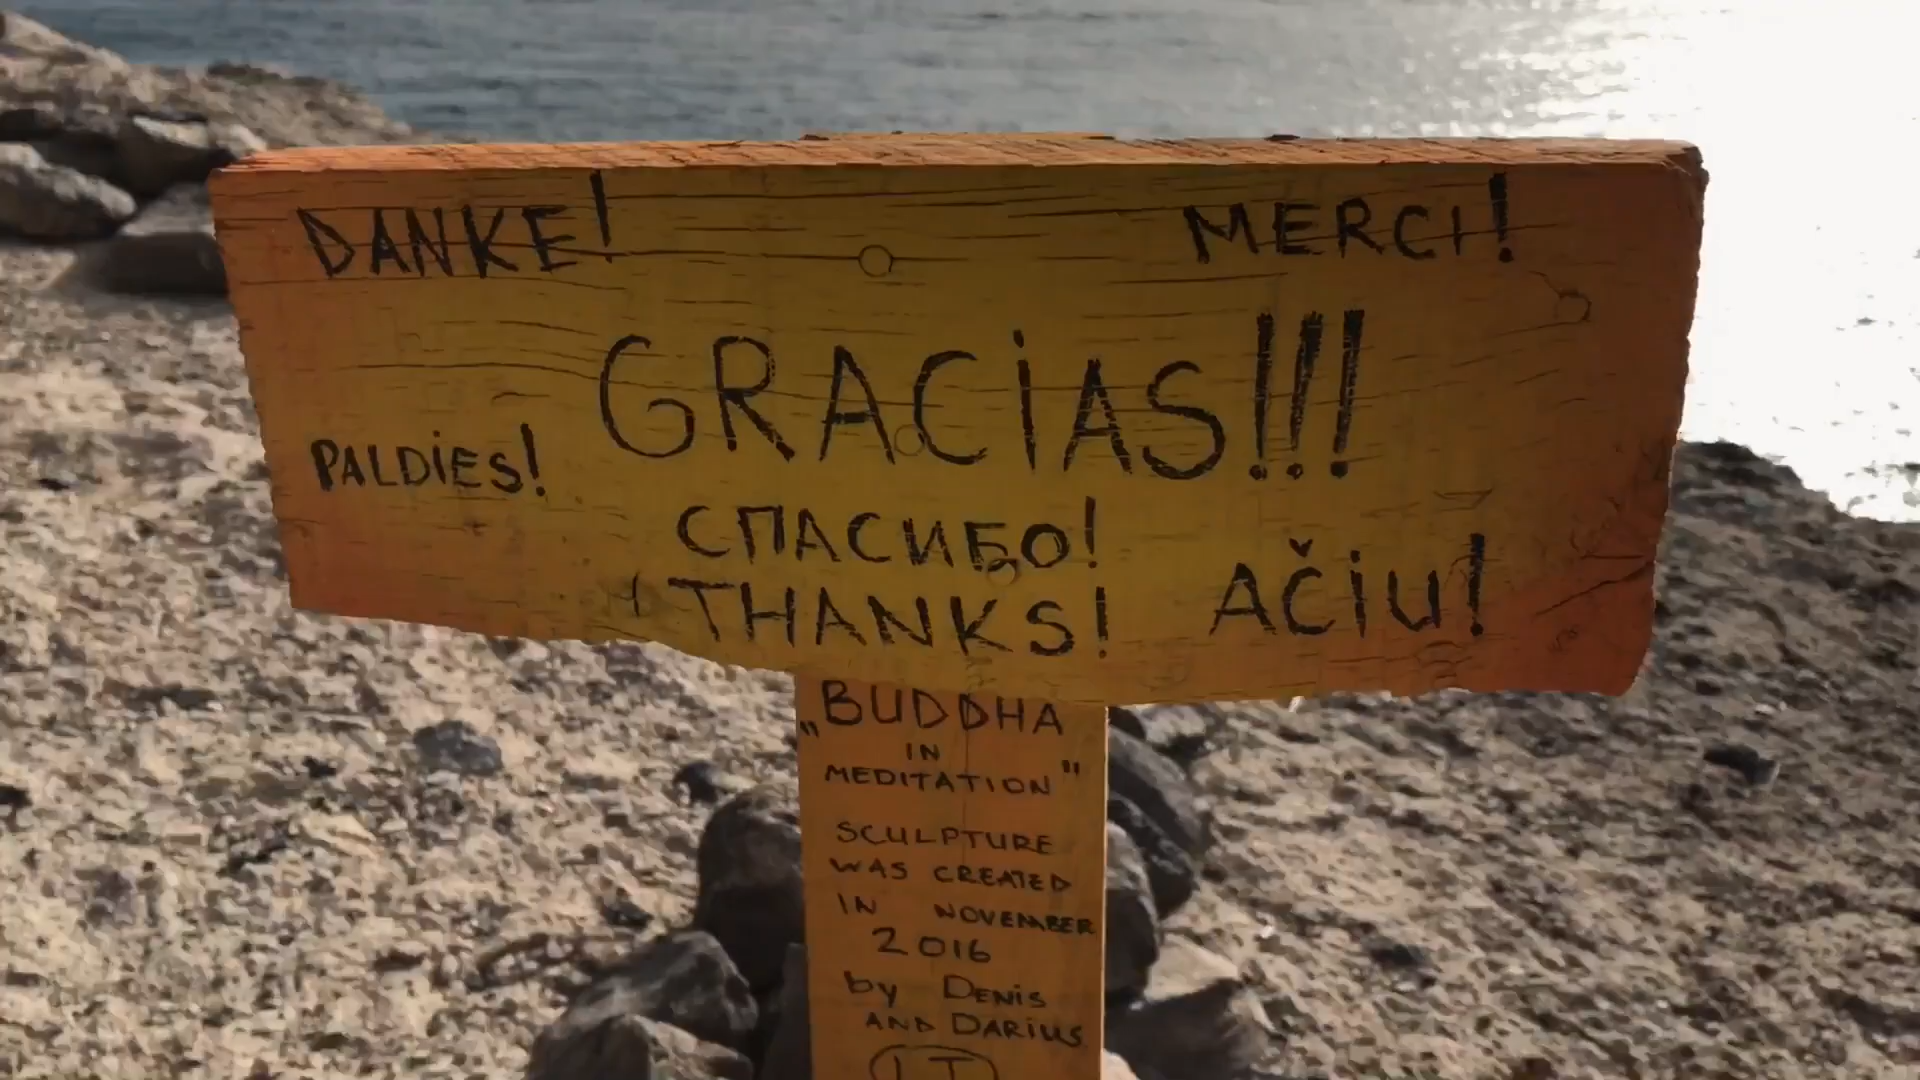 DANKE! MERCI!
GRACiAS!!!
PALDiES!
СПАСИБО!
THANKS! AČiU!
„BUDDHA
IN
MEDITATION"
SCULPTURE
WAS CREATED
IN NOVEMBER
2016
by DENiS
AND DARiUS
LT